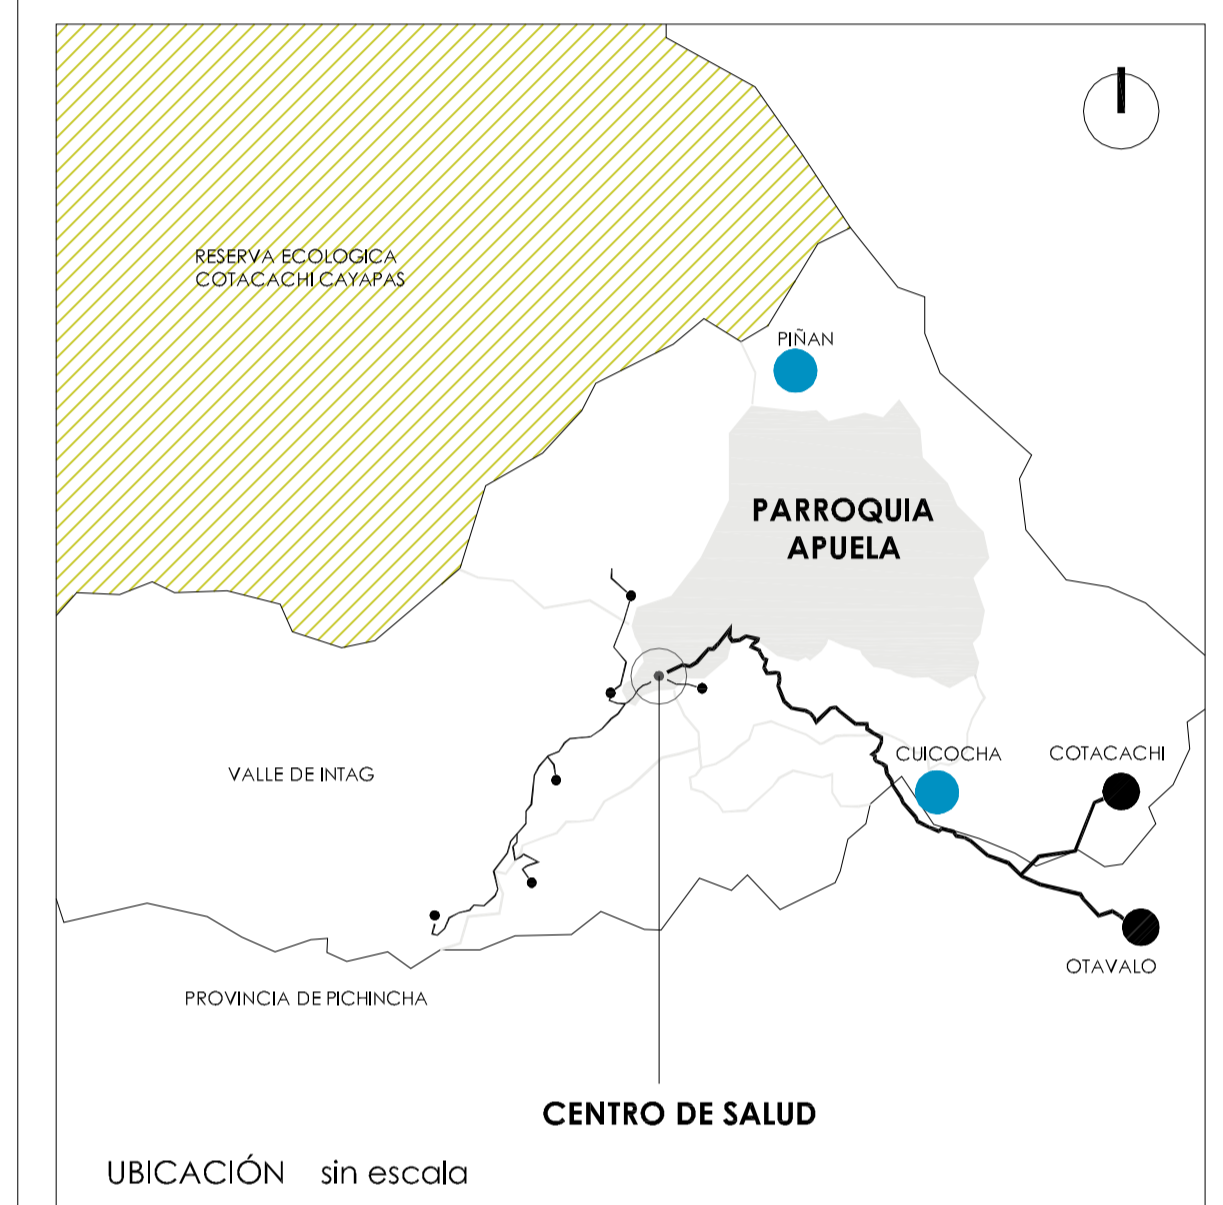 RESERVA ECOLOGICA
COTACACHI CAYAPAS
PIÑAN
PARROQUIA
APUELA
CUICOCHA
COTACACHI
VALLE DE INTAG
OTAVALO
PROVINCIA DE PICHINCHA
CENTRO DE SALUD
UBICACIÓN sin escala